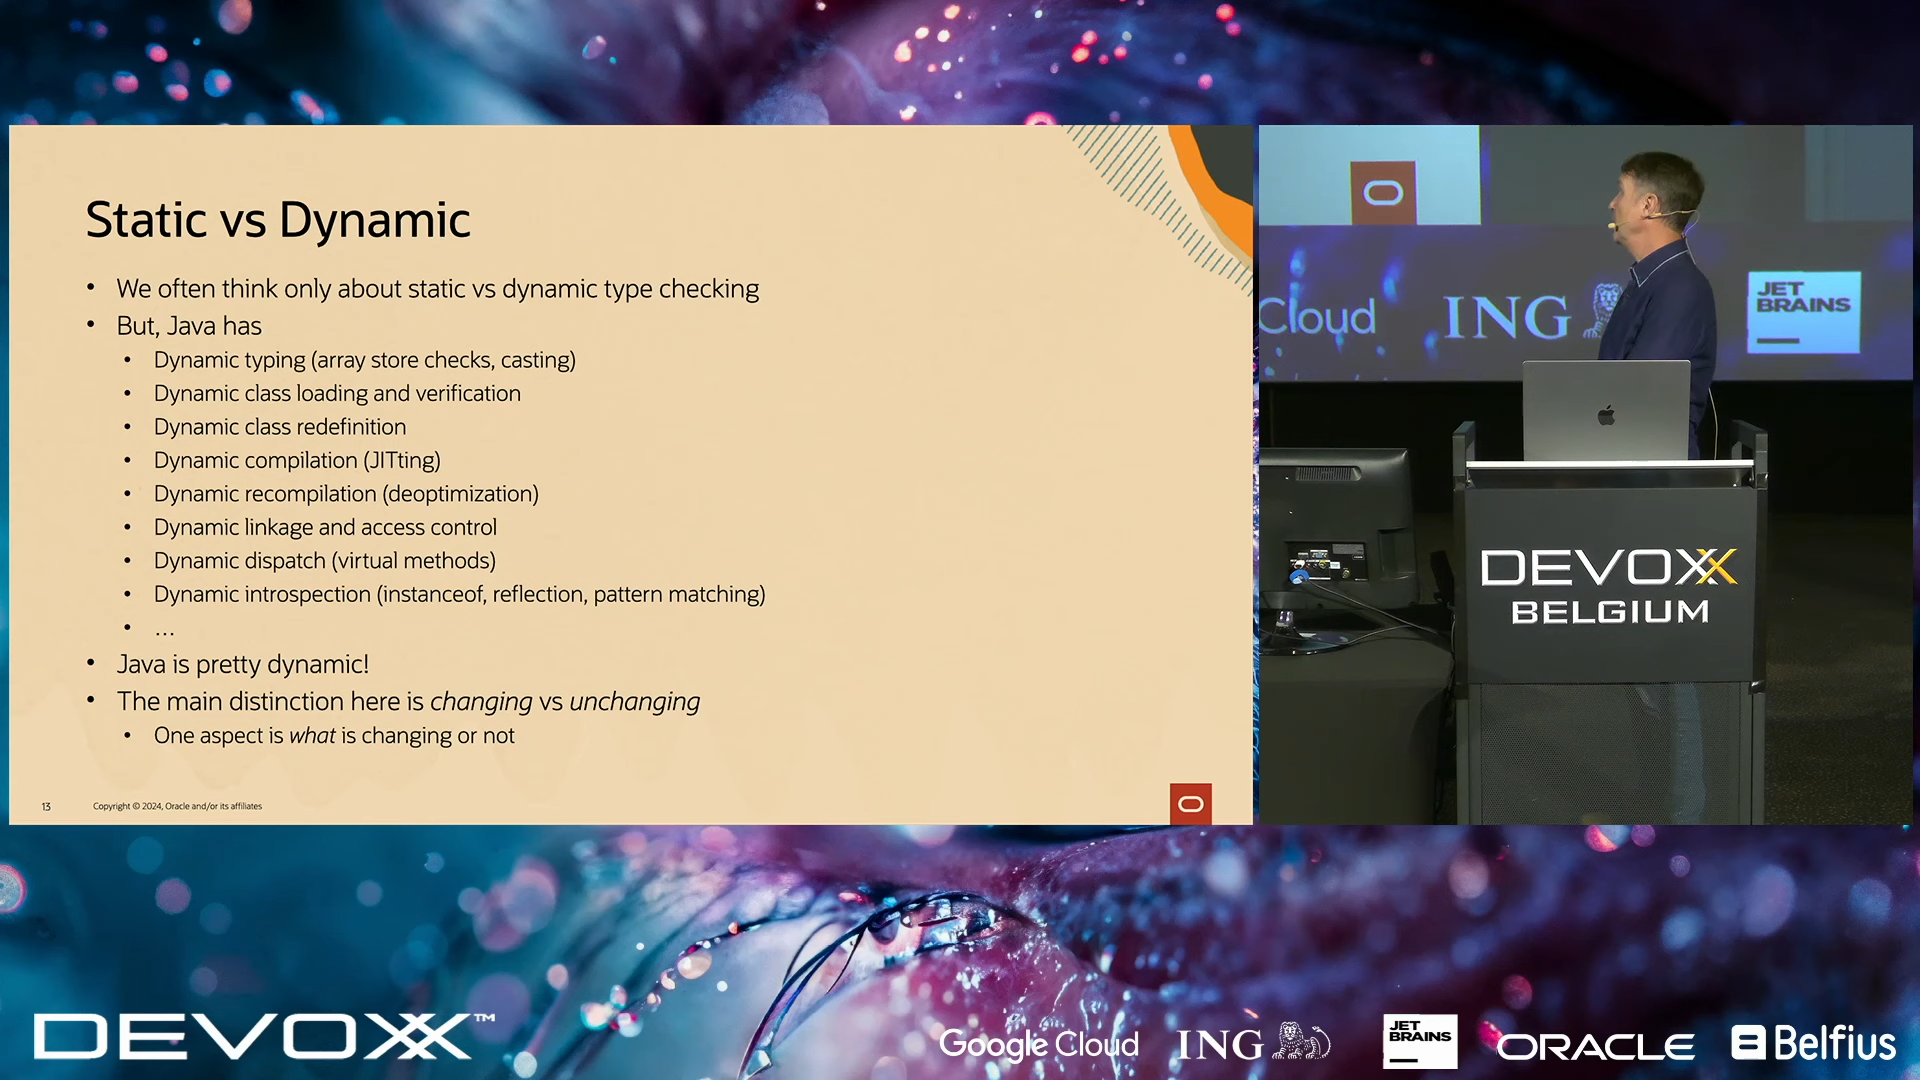 Static vs Dynamic
• We often think only about static vs dynamic type checking
• But, Java has
• Dynamic typing (array store checks, casting)
• Dynamic class loading and verification
• Dynamic class redefinition
• Dynamic compilation (JITting)
• Dynamic recompilation (deoptimization)
• Dynamic linkage and access control
• Dynamic dispatch (virtual methods)
• Dynamic introspection (instanceof, reflection, pattern matching)
• ...
• Java is pretty dynamic!
• The main distinction here is changing vs unchanging
• One aspect is what is changing or not
13
Copyright © 2024, Oracle and/or its affiliates
Cloud
ING
JET
BRAINS
DEVOXX
BELGIUM
DEVOXX™
Google Cloud
ING
JET
BRAINS
ORACLE
Belfius